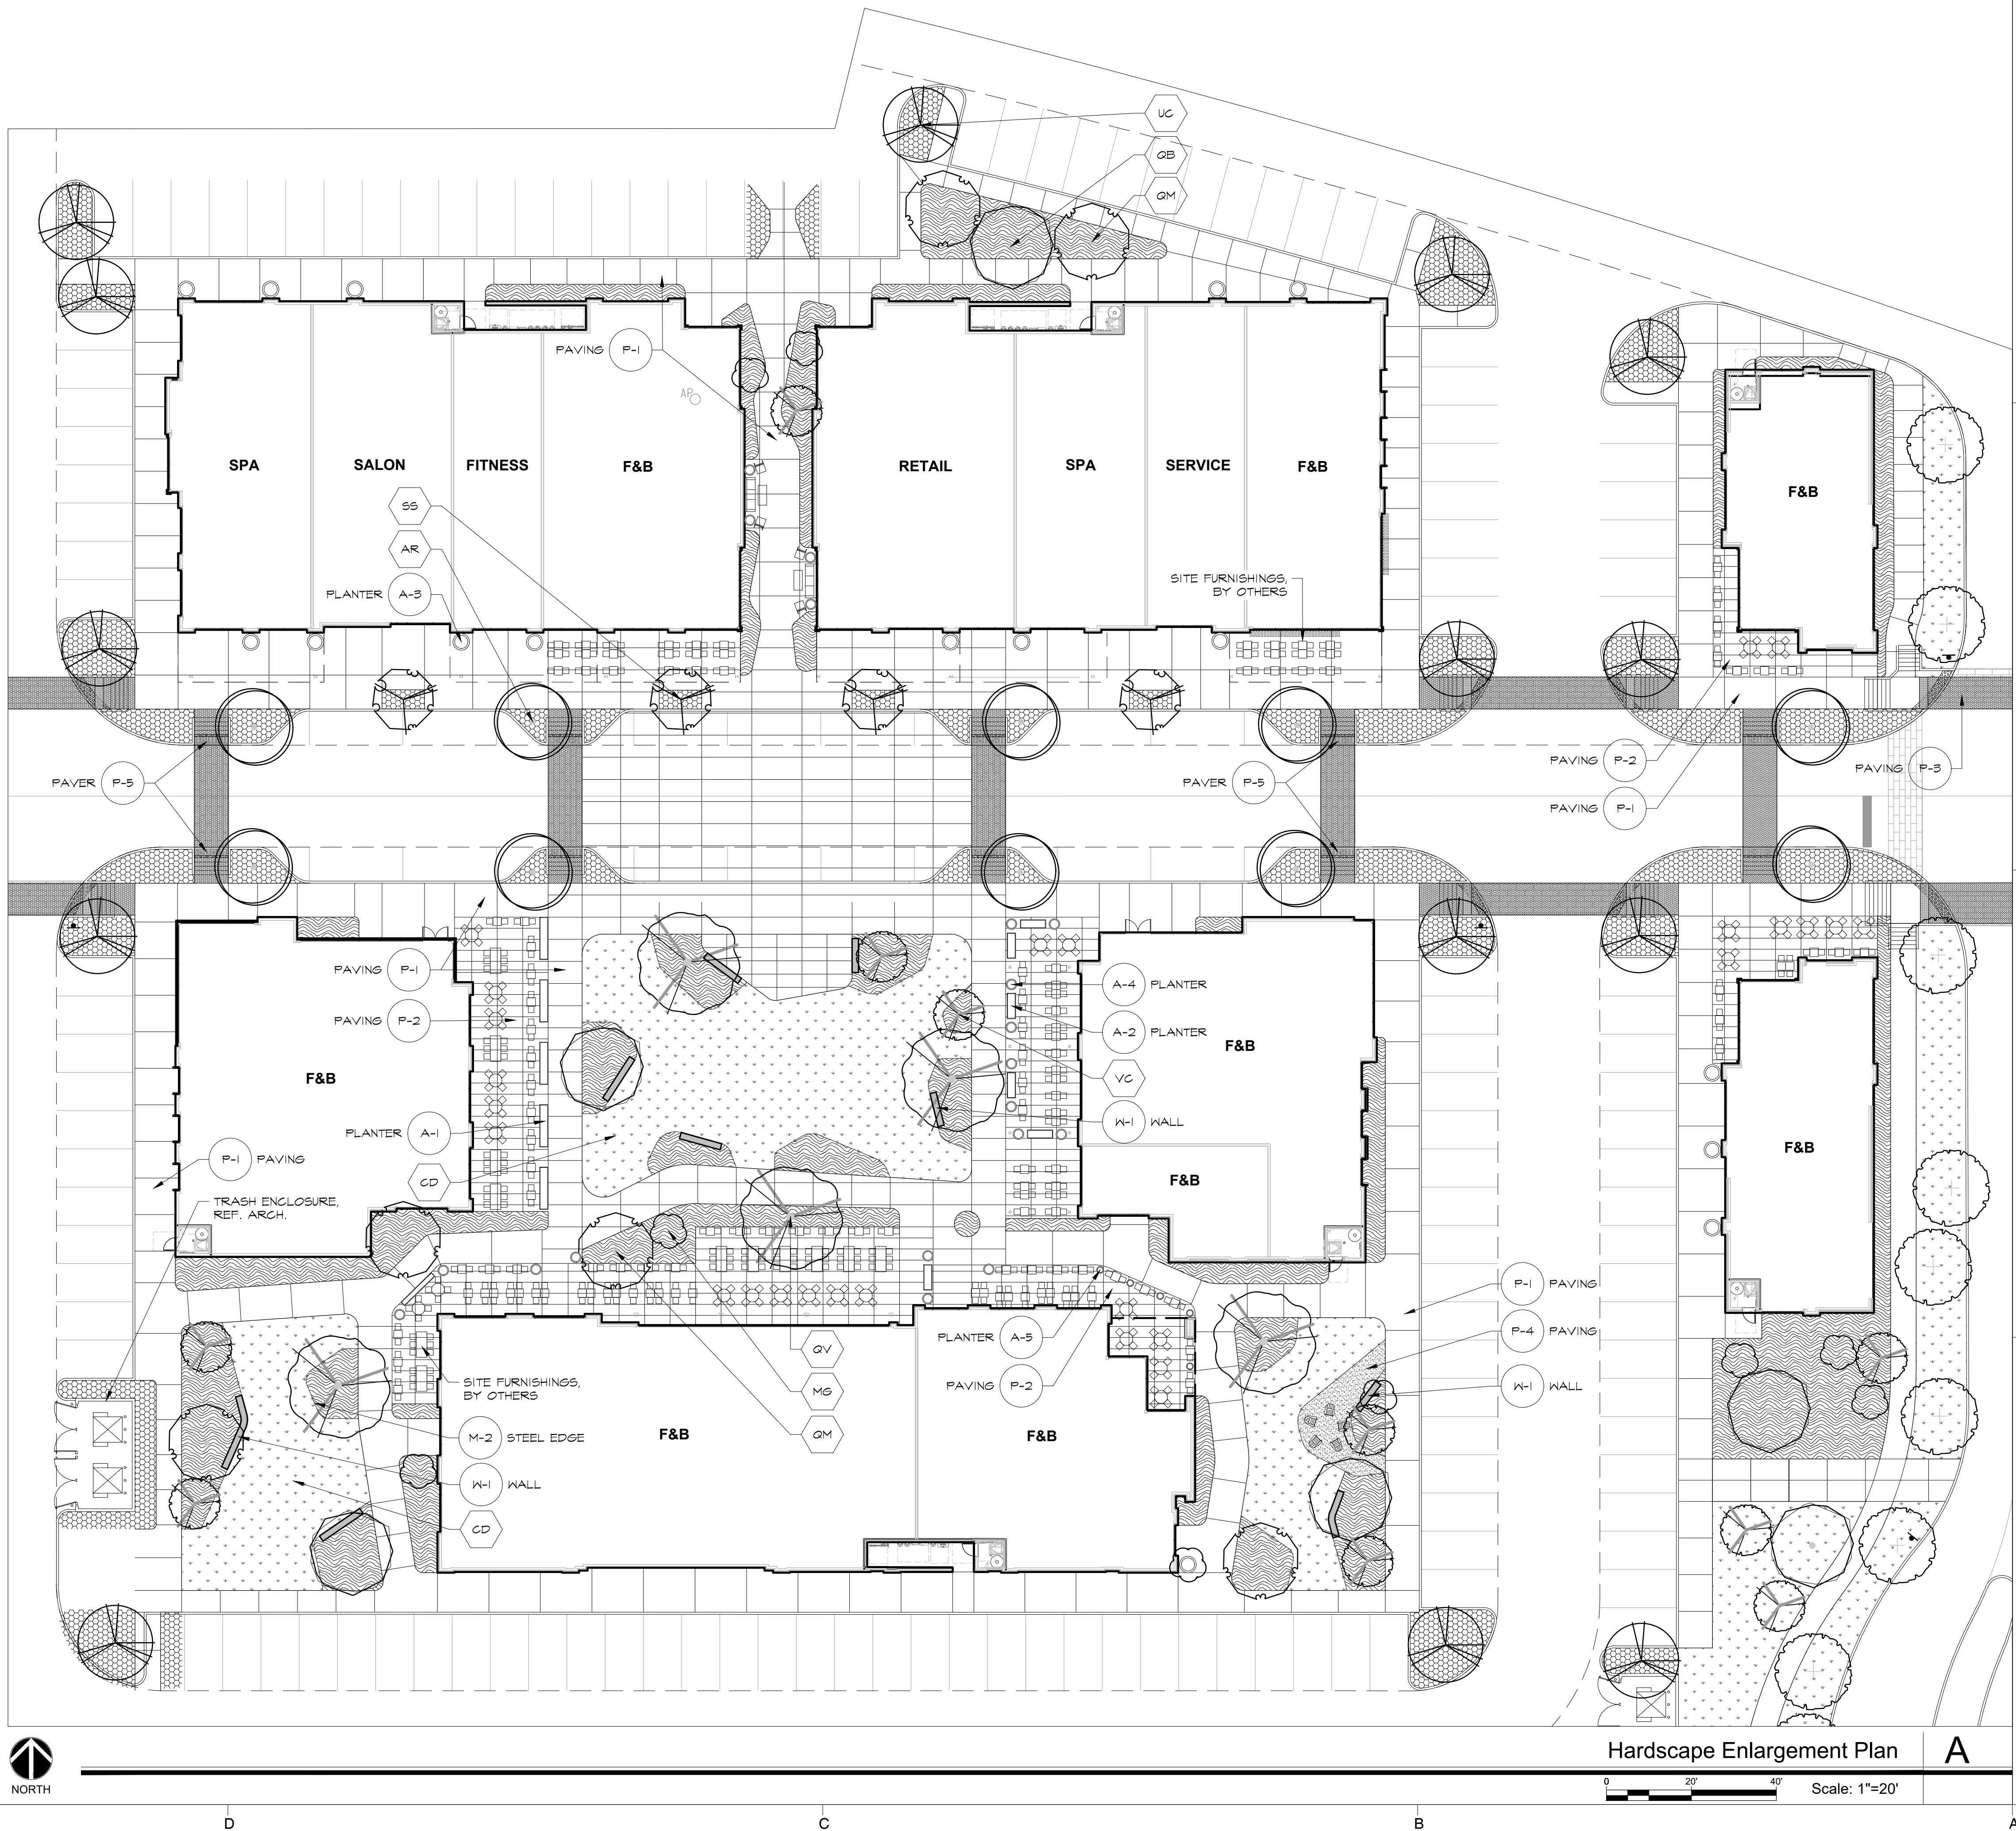 UC
QB
QM
PAVING P-1
AP
SPA
SALON
FITNESS
F&B
RETAIL
SPA
SERVICE
F&B
F&B
SS
AR
PLANTER A-3
SITE FURNISHINGS,
BY OTHERS
PAVER P-5
PAVER P-5
PAVING P-2
PAVING P-3
PAVING P-1
PAVING P-1
A-4 PLANTER
PAVING P-2
A-2 PLANTER
F&B
F&B
VC
W-1 WALL
PLANTER A-1
P-1 PAVING
CD
F&B
F&B
TRASH ENCLOSURE,
REF. ARCH.
P-1 PAVING
P-4 PAVING
PLANTER A-5
QV
SITE FURNISHINGS,
BY OTHERS
MG
PAVING P-2
W-1 WALL
M-2 STEEL EDGE
F&B
QM
F&B
W-1 WALL
CD
NORTH
Hardscape Enlargement Plan
A
0 20' 40'
Scale: 1"=20'
D
C
B
A